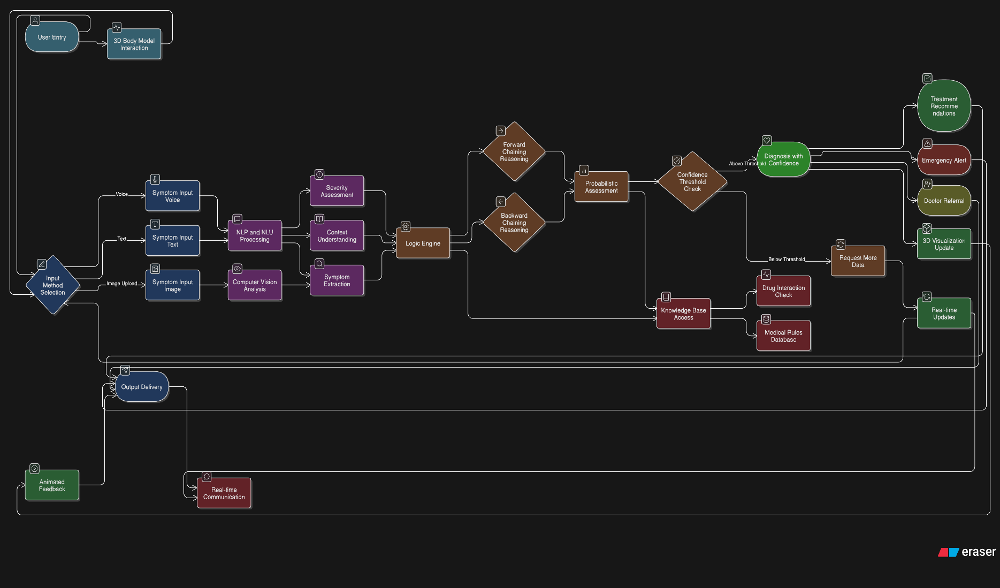 User Entry
3D Body Model
Interaction
Treatment
Recomme
ndations
Forward
Chaining
Reasoning
Emergency Alert
Diagnosis with
Confidence
Above Threshold
Confidence
Threshold
Check
Probabilistic
Assessment
Severity
Assessment
Voice
Symptom Input
Voice
Doctor Referral
Backward
Chaining
Reasoning
NLP and NLU
Processing
Context
Understanding
Text
Symptom Input
Text
Logic Engine
3D Visualization
Update
Below Threshold
Request More
Data
Input
Method
Selection
Image Upload
Symptom Input
Image
Computer Vision
Analysis
Symptom
Extraction
Drug Interaction
Check
Knowledge Base
Access
Real-time
Updates
Medical Rules
Database
Output Delivery
Animated
Feedback
Real-time
Communication
eraser